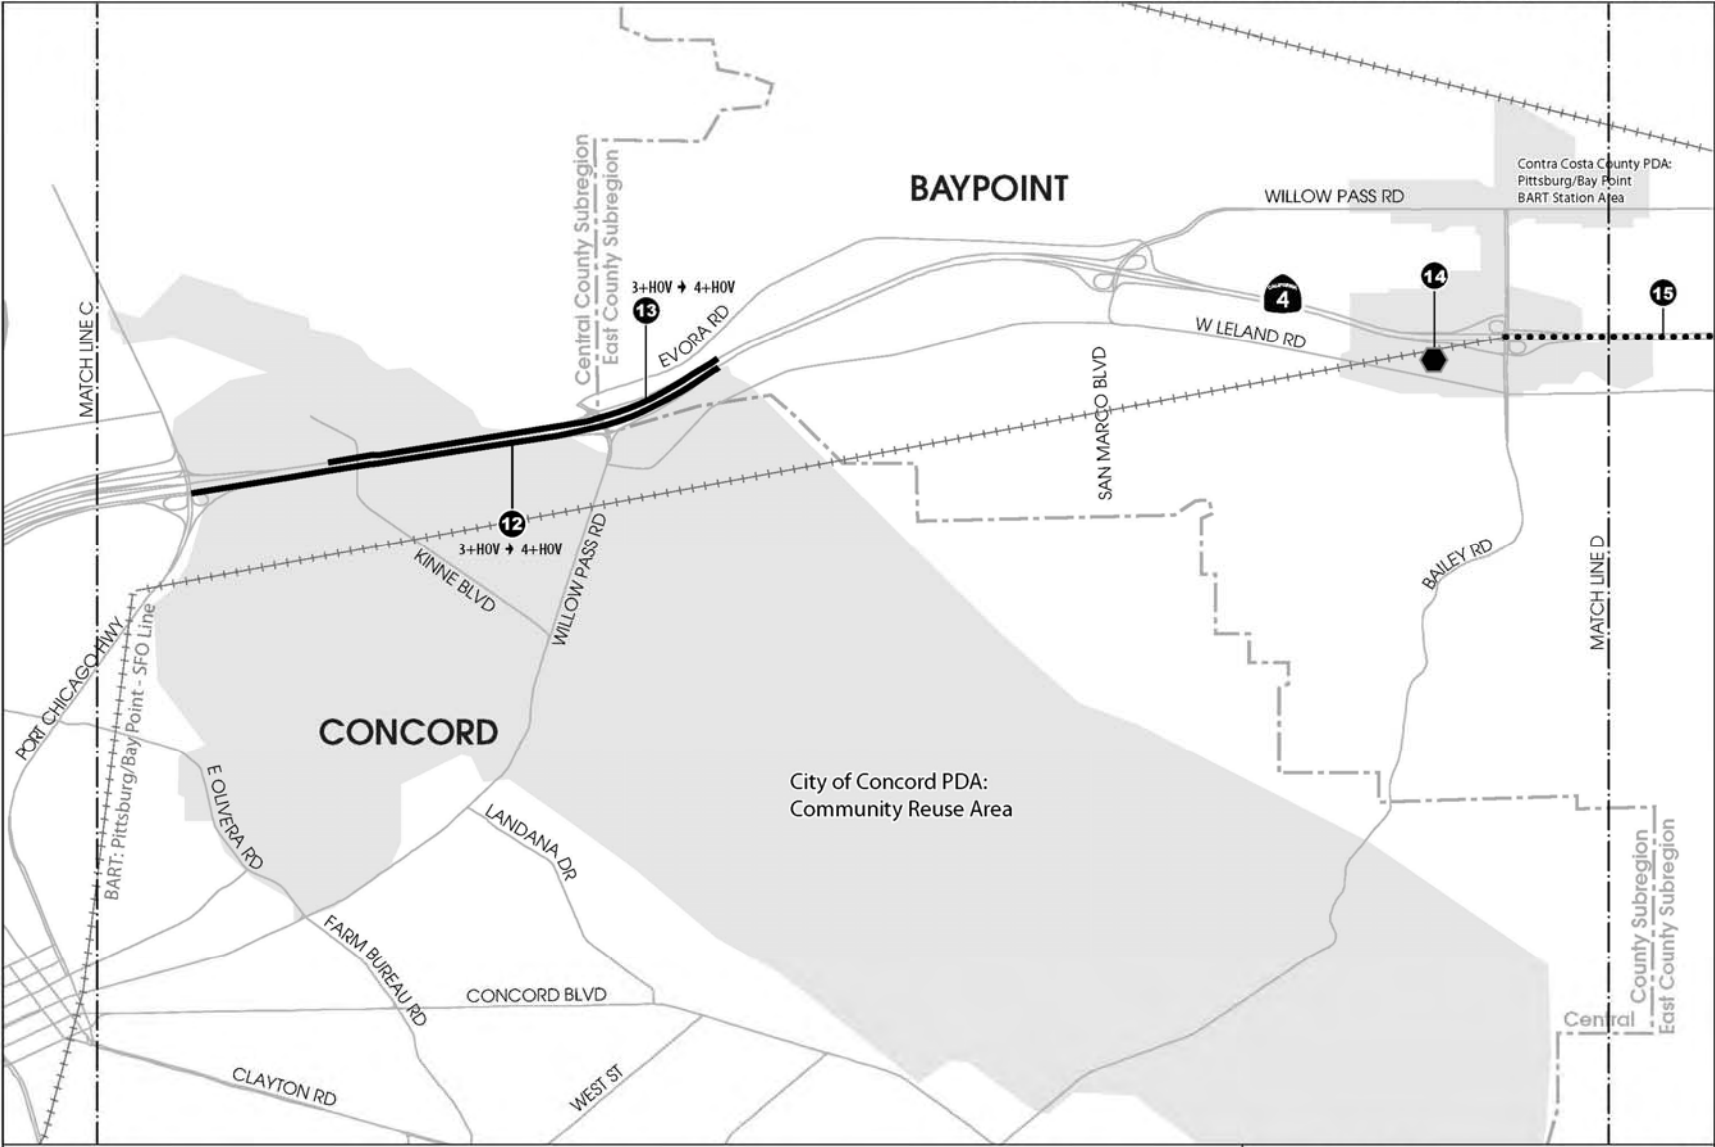 Contra Costa County PDA:
Pittsburg/Bay Point
BART Station Area
BAYPOINT
WILLOW PASS RD
Central County Subregion
East County Subregion
14
3+HOV → 4+HOV
15
CALIFORNIA
4
13
MATCH LINE C
EVORA RD
W LELAND RD
SAN MARCO BLVD
12
3+HOV → 4+HOV
KINNE BLVD
WILLOW PASS RD
BAILEY RD
MATCH LINE D
PORT CHICAGO HWY
BART: Pittsburg/Bay Point - SFO Line
CONCORD
City of Concord PDA:
Community Reuse Area
E OLIVERA RD
LANDANA DR
County Subregion
East County Subregion
FARM BUREAU RD
CONCORD BLVD
Central
CLAYTON RD
WEST ST